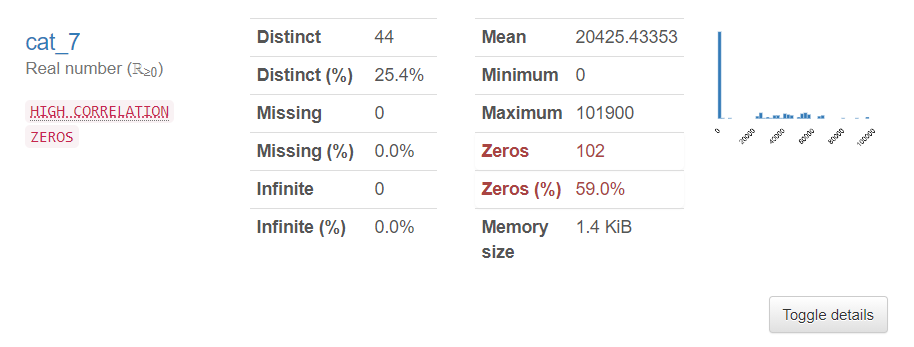 cat_7
Real number (ℝ≥0)
HIGH CORRELATION
ZEROS
Distinct 44
Distinct (%) 25.4%
Missing 0
Missing (%) 0.0%
Infinite 0
Infinite (%) 0.0%
Mean 20425.43353
Minimum 0
Maximum 101900
Zeros 102
Zeros (%) 59.0%
Memory size 1.4 KiB
0 20000 40000 60000 80000 100000
Toggle details